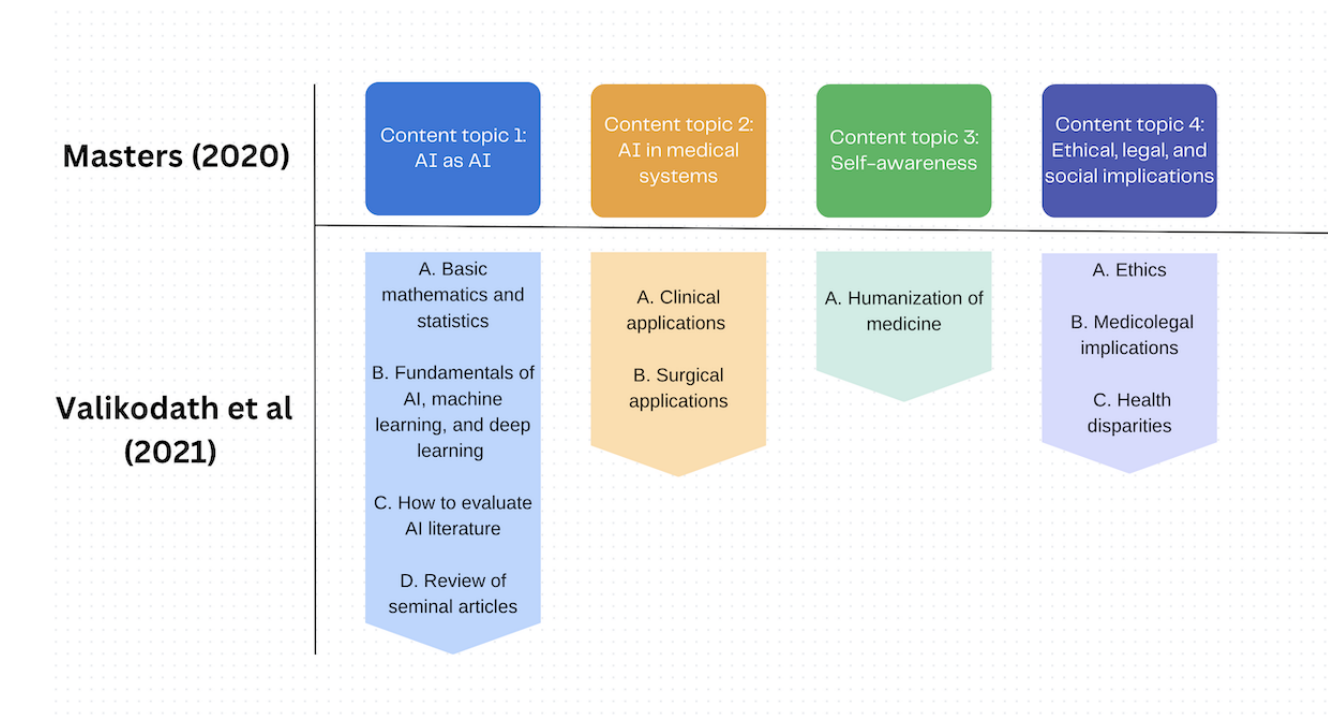 Masters (2020)
Content topic 1:
AI as AI
Content topic 2:
AI in medical
systems
Content topic 3:
Self-awareness
Content topic 4:
Ethical, legal, and
social implications
Valikodath et al
(2021)
A. Basic
mathematics and
statistics
B. Fundamentals of
AI, machine
learning, and deep
learning
C. How to evaluate
AI literature
D. Review of
seminal articles
A. Clinical
applications
B. Surgical
applications
A. Humanization of
medicine
A. Ethics
B. Medicolegal
implications
C. Health
disparities